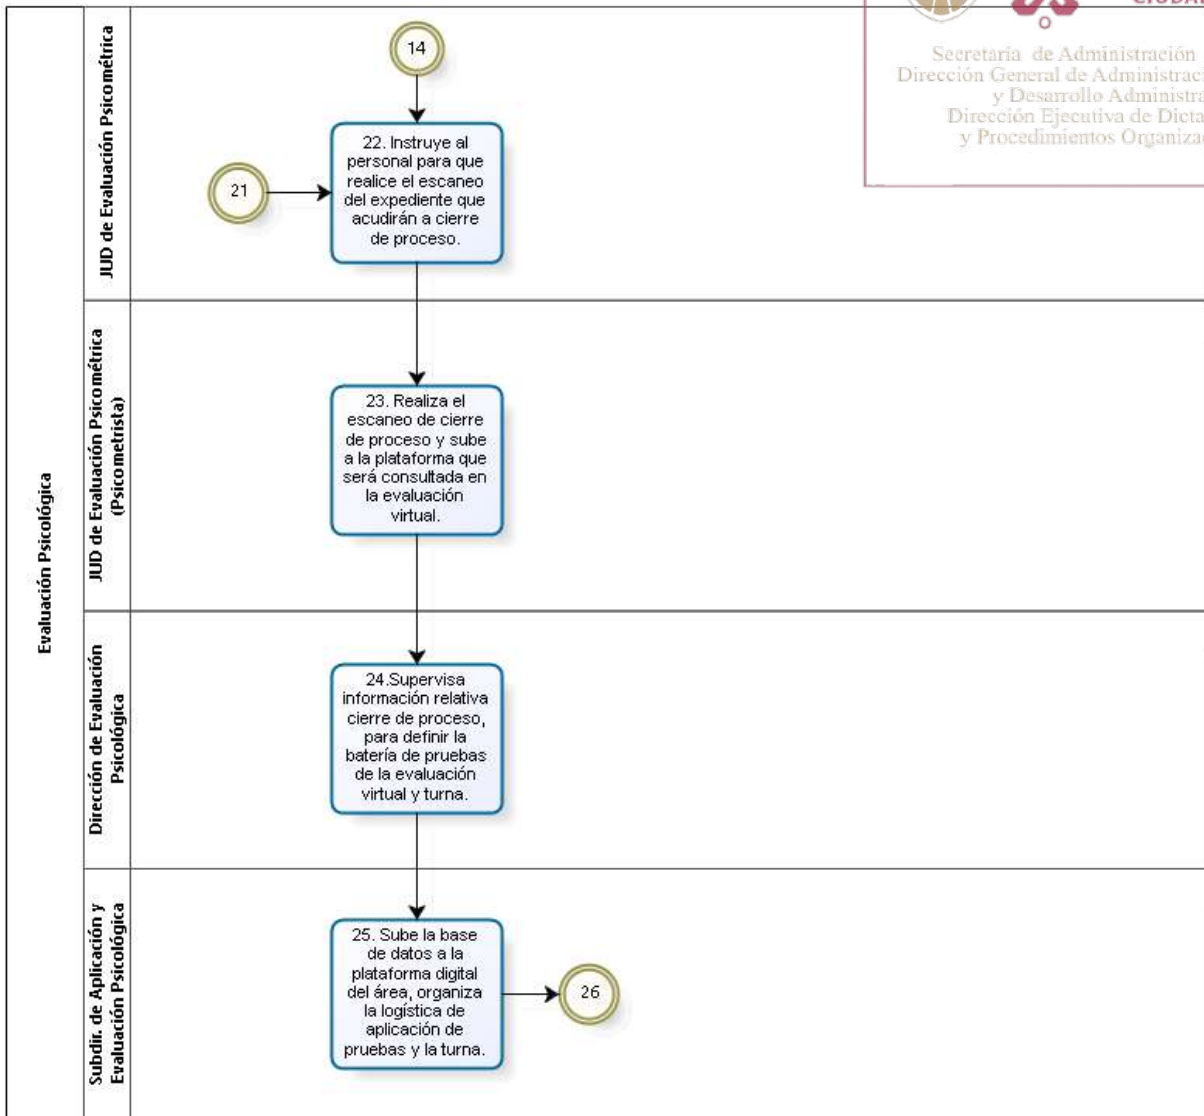 CIUDAD
Secretaría de Administración
Dirección General de Administraci
y Desarrollo Administra
Dirección Ejecutiva de Dicta
y Procedimientos Organiza
Evaluación Psicológica
JUD de Evaluación Psicométrica
14
21
22. Instruye al
personal para que
realice el escaneo
del expediente que
acudirán a cierre
de proceso.
JUD de Evaluación Psicométrica
(Psicometrista)
23. Realiza el
escaneo de cierre
de proceso y sube
a la plataforma que
será consultada en
la evaluación
virtual.
Dirección de Evaluación
Psicológica
24.Supervisa
información relativa
cierre de proceso,
para definir la
batería de pruebas
de la evaluación
virtual y turna.
Subdir. de Aplicación y
Evaluación Psicológica
25. Sube la base
de datos a la
plataforma digital
del área, organiza
la logística de
aplicación de
pruebas y la turna.
26